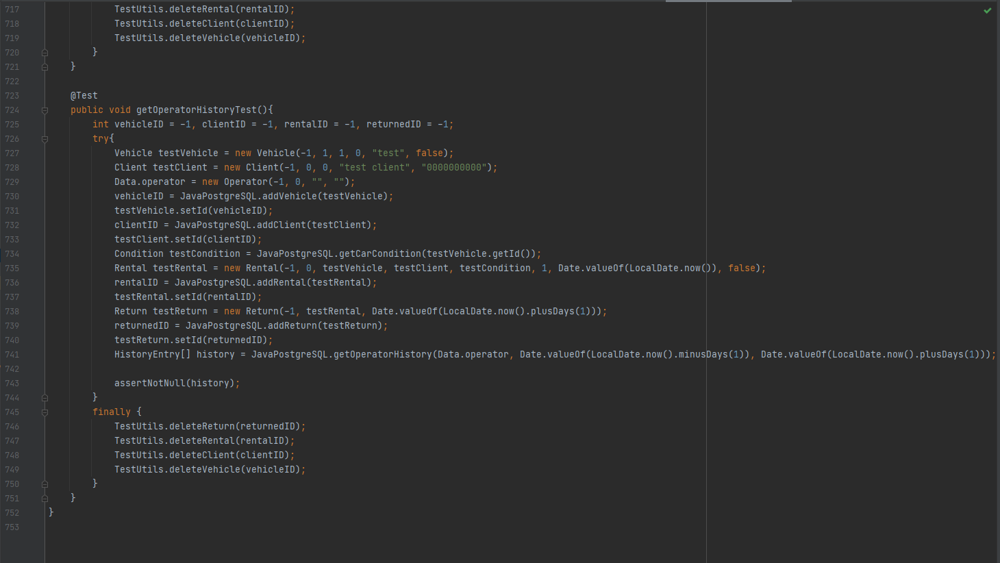 717             TestUtils.deleteRental(rentalID);
718             TestUtils.deleteClient(clientID);
719             TestUtils.deleteVehicle(vehicleID);
720         }
721     }
722
723     @Test
724     public void getOperatorHistoryTest(){
725         int vehicleID = -1, clientID = -1, rentalID = -1, returnedID = -1;
726         try{
727             Vehicle testVehicle = new Vehicle(-1, 1, 1, 0, "test", false);
728             Client testClient = new Client(-1, 0, 0, "test client", "0000000000");
729             Data.operator = new Operator(-1, 0, "", "");
730             vehicleID = JavaPostgreSQL.addVehicle(testVehicle);
731             testVehicle.setId(vehicleID);
732             clientID = JavaPostgreSQL.addClient(testClient);
733             testClient.setId(clientID);
734             Condition testCondition = JavaPostgreSQL.getCarCondition(testVehicle.getId());
735             Rental testRental = new Rental(-1, 0, testVehicle, testClient, testCondition, 1, Date.valueOf(LocalDate.now()), false);
736             rentalID = JavaPostgreSQL.addRental(testRental);
737             testRental.setId(rentalID);
738             Return testReturn = new Return(-1, testRental, Date.valueOf(LocalDate.now().plusDays(1)));
739             returnedID = JavaPostgreSQL.addReturn(testReturn);
740             testReturn.setId(returnedID);
741             HistoryEntry[] history = JavaPostgreSQL.getOperatorHistory(Data.operator, Date.valueOf(LocalDate.now().minusDays(1)), Date.valueOf(LocalDate.now().plusDays(1)));
742
743             assertNotNull(history);
744         }
745         finally {
746             TestUtils.deleteReturn(returnedID);
747             TestUtils.deleteRental(rentalID);
748             TestUtils.deleteClient(clientID);
749             TestUtils.deleteVehicle(vehicleID);
750         }
751     }
752 }
753